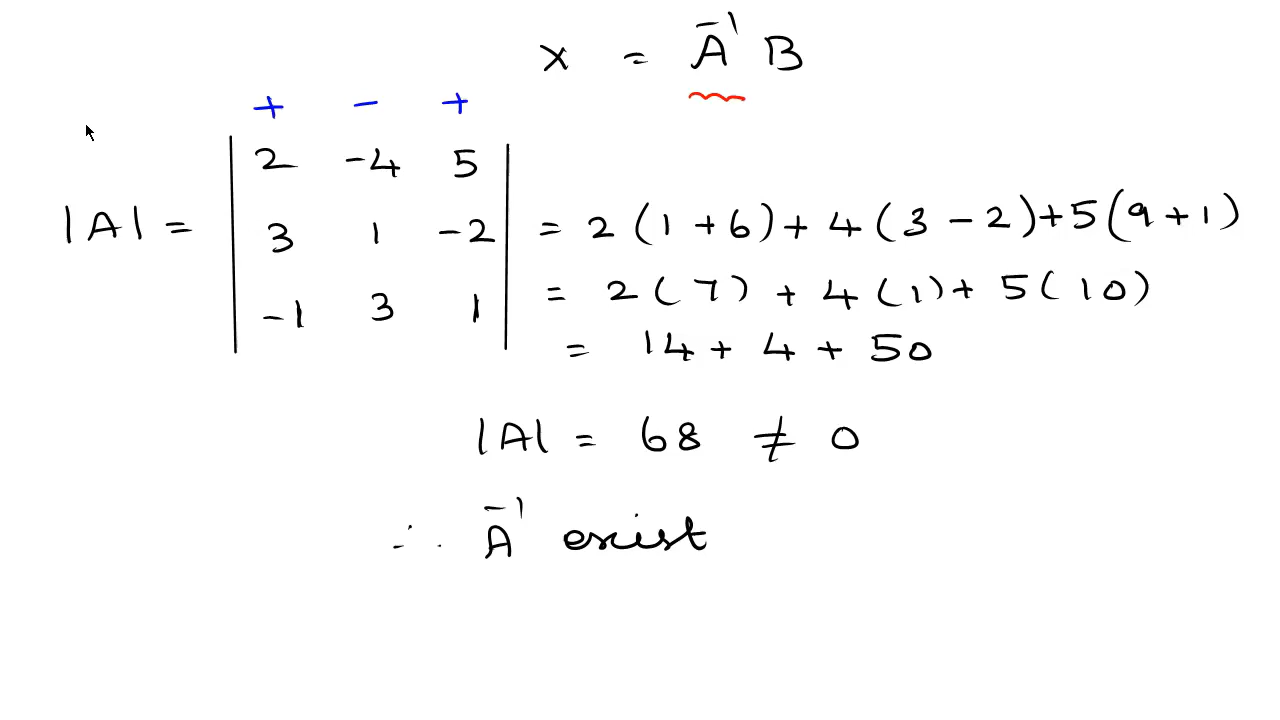 x = A⁻¹ B
+ - +
2 -4 5
|A| = 3 1 -2 = 2 (1 + 6) + 4 (3 - 2) + 5 (9 + 1)
-1 3 1 = 2 (7) + 4 (1) + 5 (10)
= 14 + 4 + 50
|A| = 68 ≠ 0
∴ A⁻¹ exist